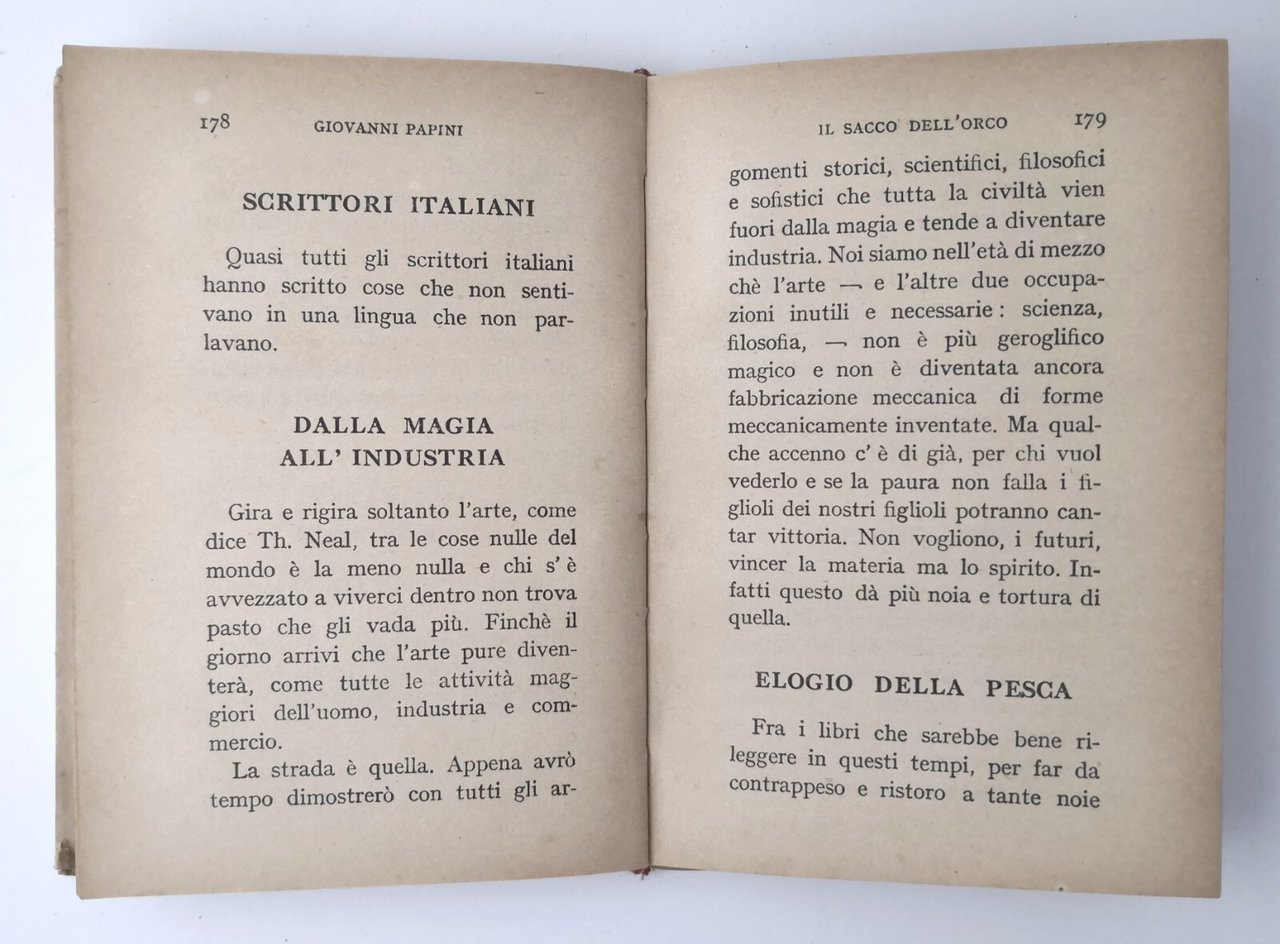 178
GIOVANNI PAPINI
SCRITTORI ITALIANI
Quasi tutti gli scrittori italiani
hanno scritto cose che non senti-
vano in una lingua che non par-
lavano.
DALLA MAGIA
ALL' INDUSTRIA
Gira e rigira soltanto l'arte, come
dice Th. Neal, tra le cose nulle del
mondo è la meno nulla e chi s' è
avvezzato a viverci dentro non trova
pasto che gli vada più. Finchè il
giorno arrivi che l'arte pure diven-
terà, come tutte le attività mag-
giori dell'uomo, industria e com-
mercio.
La strada è quella. Appena avrò
tempo dimostrerò con tutti gli ar-
IL SACCO DELL'ORCO
179
gomenti storici, scientifici, filosofici
e sofistici che tutta la civiltà vien
fuori dalla magia e tende a diventare
industria. Noi siamo nell'età di mezzo
chè l'arte — e l'altre due occupa-
zioni inutili e necessarie : scienza,
filosofia, — non è più geroglifico
magico e non è diventata ancora
fabbricazione meccanica di forme
meccanicamente inventate. Ma qual-
che accenno c' è di già, per chi vuol
vederlo e se la paura non falla i fi-
glioli dei nostri figlioli potranno can-
tar vittoria. Non vogliono, i futuri,
vincer la materia ma lo spirito. In-
fatti questo dà più noia e tortura di
quella.
ELOGIO DELLA PESCA
Fra i libri che sarebbe bene ri-
leggere in questi tempi, per far da
contrappeso e ristoro a tante noie